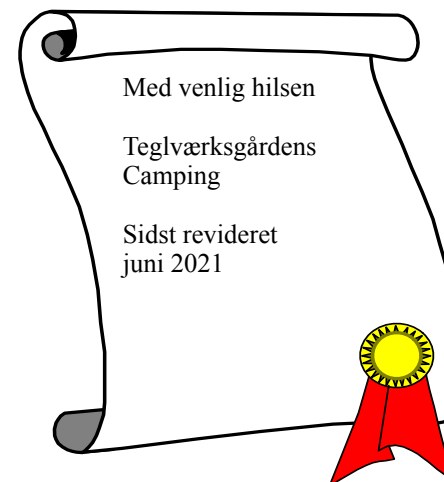 Med venlig hilsen
Teglværksgårdens
Camping
Sidst revideret
juni 2021